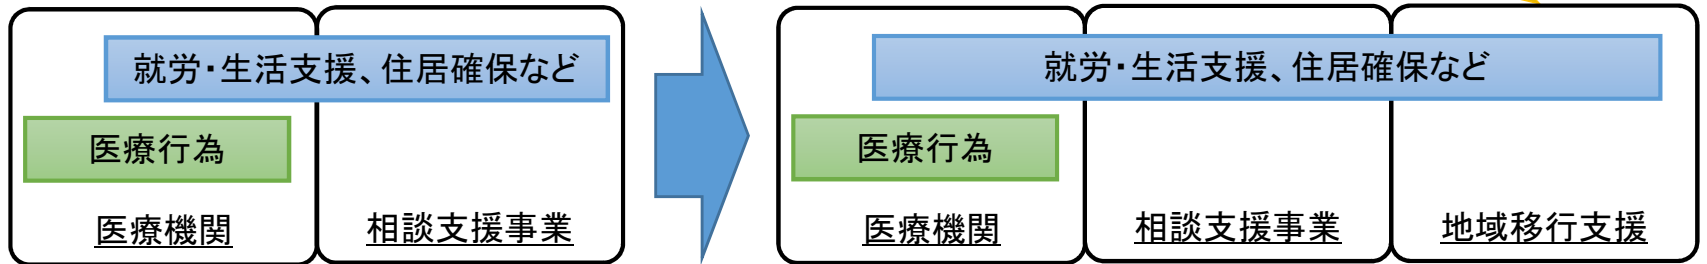 就労・生活支援、住居確保など
医療行為
医療機関
相談支援事業
就労・生活支援、住居確保など
医療行為
医療機関
相談支援事業
地域移行支援